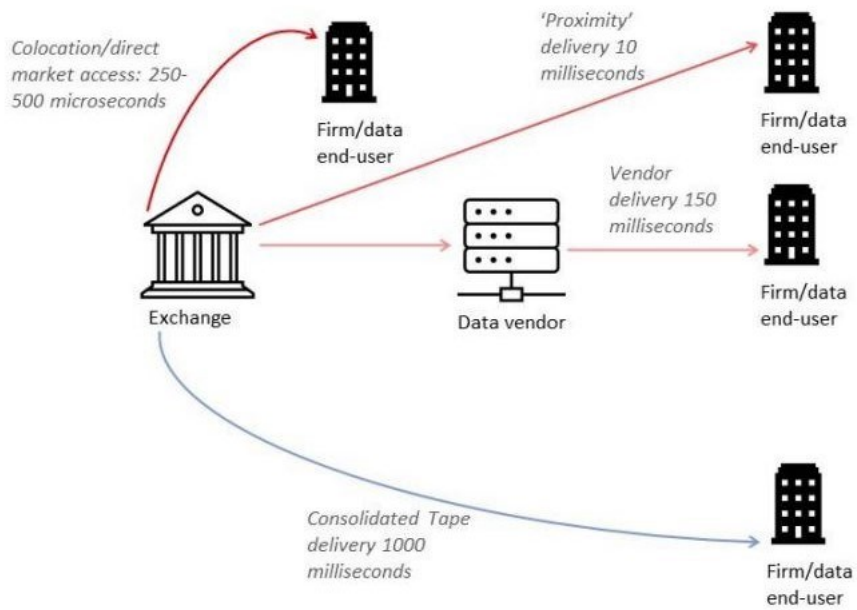 Colocation/direct
market access: 250-
500 microseconds
Firm/data
end-user
‘Proximity’
delivery 10
milliseconds
Firm/data
end-user
Exchange
Data vendor
Vendor
delivery 150
milliseconds
Firm/data
end-user
Consolidated Tape
delivery 1000
milliseconds
Firm/data
end-user